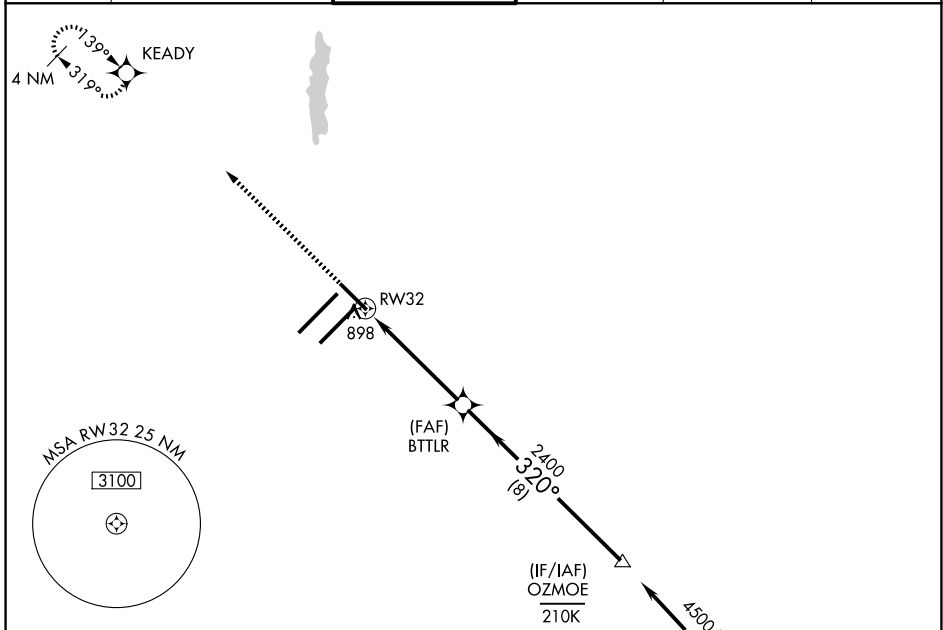 139°
KEADY
4 NM
319°
RW32
898
(FAF)
BTTLR
MSA RW32 25 NM
3100
2400
320°
(8)
(IF/IAF)
OZMOE
210K
4500